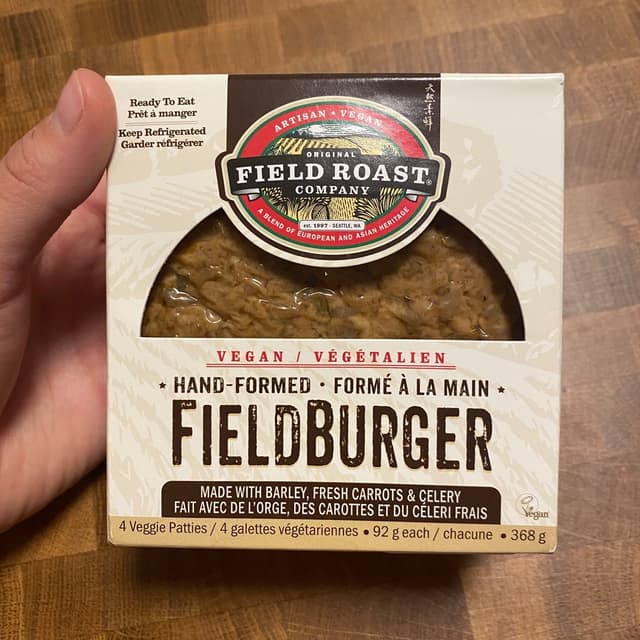 Ready To Eat
Prêt à manger
Keep Refrigerated
Garder réfrigérer
ARTISAN • VEGAN
ORIGINAL
FIELD ROAST®
COMPANY
est. 1997 - SEATTLE, WA
A BLEND OF EUROPEAN AND ASIAN HERITAGE
VEGAN / VÉGÉTALIEN
HAND-FORMED • FORMÉ À LA MAIN
FIELDBURGER
MADE WITH BARLEY, FRESH CARROTS & CELERY
FAIT AVEC DE L'ORGE, DES CAROTTES ET DU CÉLERI FRAIS
Vegan
4 Veggie Patties / 4 galettes végétariennes • 92 g each / chacune • 368 g